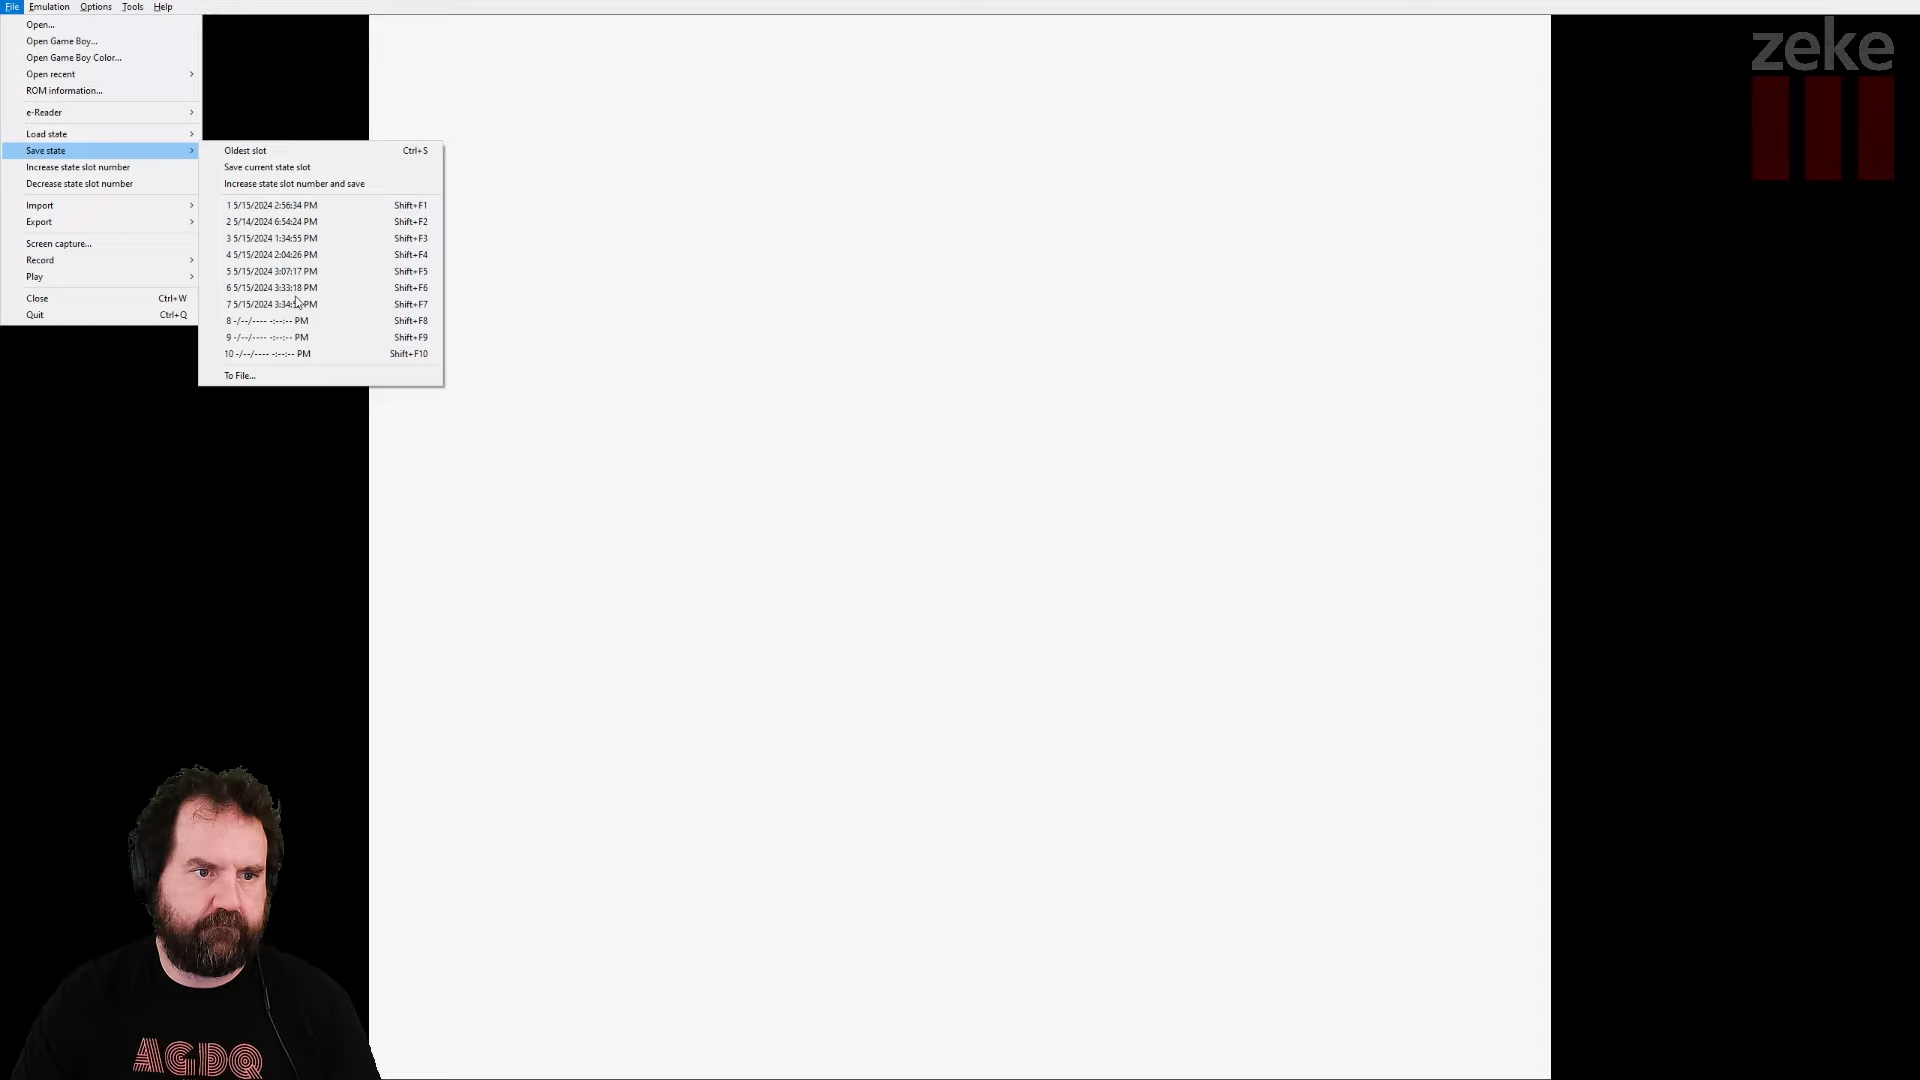 File Emulation Options Tools Help
Open...
Open Game Boy...
Open Game Boy Color...
Open recent
ROM information...
e-Reader
Load state
Save state
Increase state slot number
Decrease state slot number
Import
Export
Screen capture...
Record
Play
Close Ctrl+W
Quit Ctrl+Q
Oldest slot Ctrl+S
Save current state slot
Increase state slot number and save
1 5/15/2024 2:56:34 PM Shift+F1
2 5/14/2024 6:54:24 PM Shift+F2
3 5/15/2024 1:34:55 PM Shift+F3
4 5/15/2024 2:04:26 PM Shift+F4
5 5/15/2024 3:07:17 PM Shift+F5
6 5/15/2024 3:33:18 PM Shift+F6
7 5/15/2024 PM Shift+F7
8 -/--/---- -:--:-- PM Shift+F8
9 -/--/---- -:--:-- PM Shift+F9
10 -/--/---- -:--:-- PM Shift+F10
To File...
zeke
AGDQ